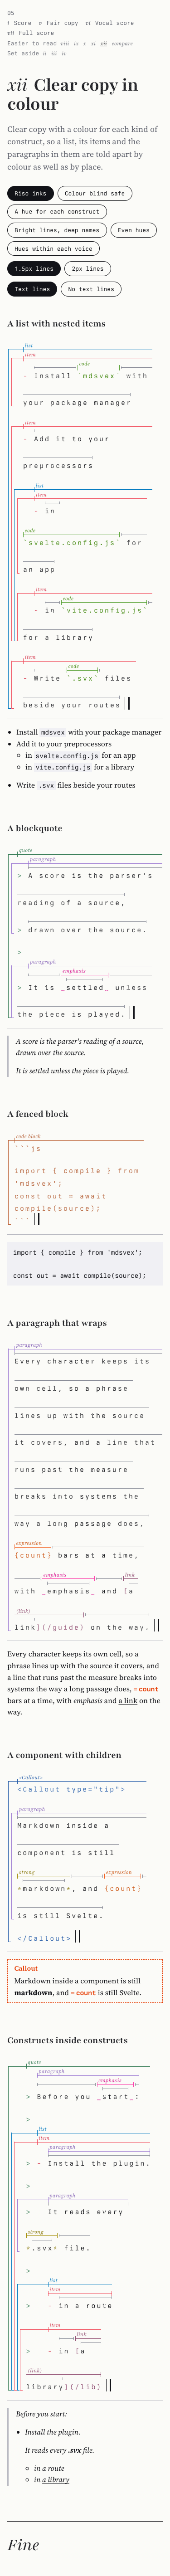 05
i Score v Fair copy vi Vocal score
vii Full score
Easier to read viii ix x xi xii compare
Set aside ii iii iv
xii Clear copy in
colour
Clear copy with a colour for each kind of
construct, so a list, its items and the
paragraphs in them are told apart by
colour as well as by place.
Riso inks Colour blind safe
A hue for each construct
Bright lines, deep names Even hues
Hues within each voice
1.5px lines 2px lines
Text lines No text lines
A list with nested items
list
item
code
- Install `mdsvex` with
your package manager
item
- Add it to your
preprocessors
list
item
- in
code
`svelte.config.js` for
an app
item
code
- in `vite.config.js`
for a library
item
code
- Write `.svx` files
beside your routes
• Install mdsvex with your package manager
• Add it to your preprocessors
◦ in svelte.config.js for an app
◦ in vite.config.js for a library
• Write .svx files beside your routes
A blockquote
quote
paragraph
> A score is the parser's
reading of a source,
> drawn over the source.
>
paragraph
emphasis
> It is _settled_ unless
the piece is played.
A score is the parser's reading of a source,
drawn over the source.
It is settled unless the piece is played.
A fenced block
code block
```js
import { compile } from
'mdsvex';
const out = await
compile(source);
```
import { compile } from 'mdsvex';
const out = await compile(source);
A paragraph that wraps
paragraph
Every character keeps its
own cell, so a phrase
lines up with the source
it covers, and a line that
runs past the measure
breaks into systems the
way a long passage does,
expression
{count} bars at a time,
emphasis link
with _emphasis_ and [a
(link)
link](/guide) on the way.
Every character keeps its own cell, so a
phrase lines up with the source it covers, and
a line that runs past the measure breaks into
systems the way a long passage does, = count
bars at a time, with emphasis and a link on the
way.
A component with children
<Callout>
<Callout type="tip">
paragraph
Markdown inside a
component is still
strong expression
*markdown*, and {count}
is still Svelte.
</Callout>
Callout
Markdown inside a component is still
markdown, and = count is still Svelte.
Constructs inside constructs
quote
paragraph
emphasis
> Before you _start_:
>
list
item
paragraph
> - Install the plugin.
>
paragraph
> It reads every
strong
*.svx* file.
>
list
item
> - in a route
item
link
> - in [a
(link)
library](/lib)
Before you start:
• Install the plugin.
It reads every .svx file.
◦ in a route
◦ in a library
Fine